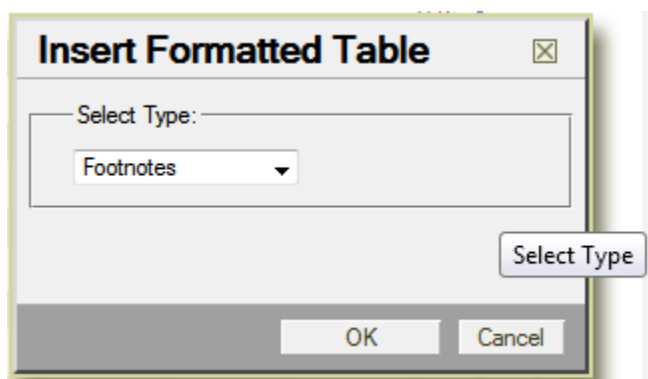 Insert Formatted Table
Select Type:
Footnotes
Select Type
OK Cancel